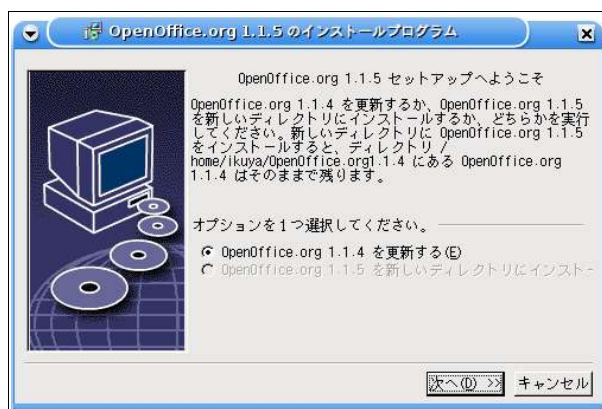 OpenOffice.org 1.1.5 のインストールプログラム
OpenOffice.org 1.1.5 セットアップへようこそ
OpenOffice.org 1.1.4 を更新するか、OpenOffice.org 1.1.5
を新しいディレクトリにインストールするか、どちらかを実行
してください。新しいディレクトリに OpenOffice.org 1.1.5
をインストールすると、ディレクトリ /
home/ikuya/OpenOffice.org1.1.4 にある OpenOffice.org
1.1.4 はそのままで残ります。
オプションを1つ選択してください。
OpenOffice.org 1.1.4 を更新する(E)
OpenOffice.org 1.1.5 を新しいディレクトリにインスト
次へ(D) >>
キャンセル